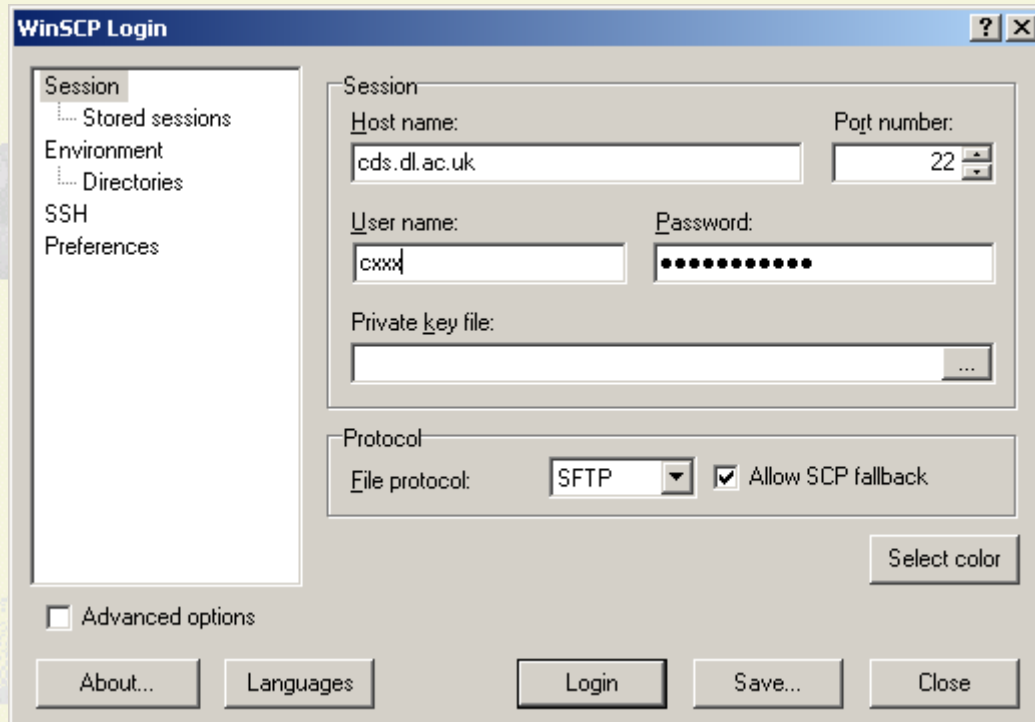 WinSCP Login
Session
Stored sessions
Environment
Directories
SSH
Preferences
Session
Host name:
Port number:
cds.dl.ac.uk
22
User name:
Password:
cxxx
●●●●●●●●●●●
Private key file:
...
Protocol
File protocol:
SFTP
Allow SCP fallback
Select color
Advanced options
About...
Languages
Login
Save...
Close